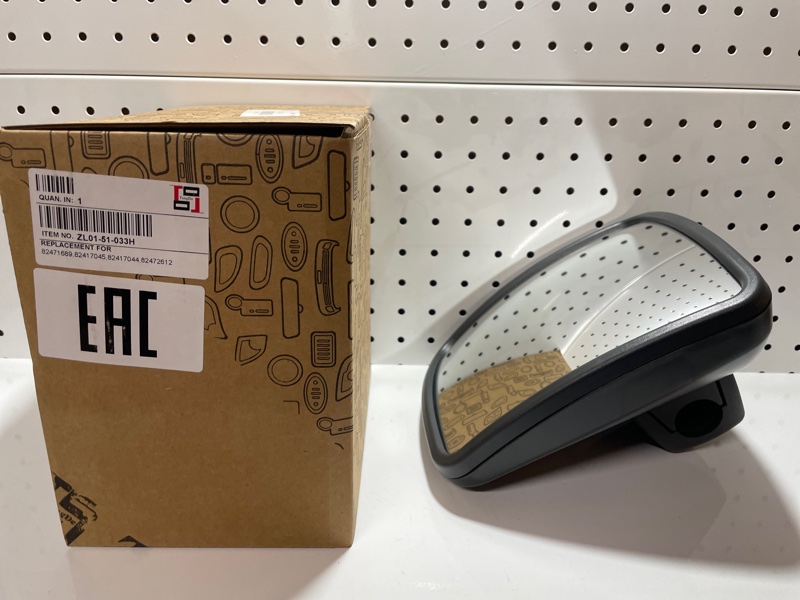 QUAN. IN: 1
ITEM NO. ZL01-51-033H
REPLACEMENT FOR
82471689,82417045,82417044,82472612
EAC